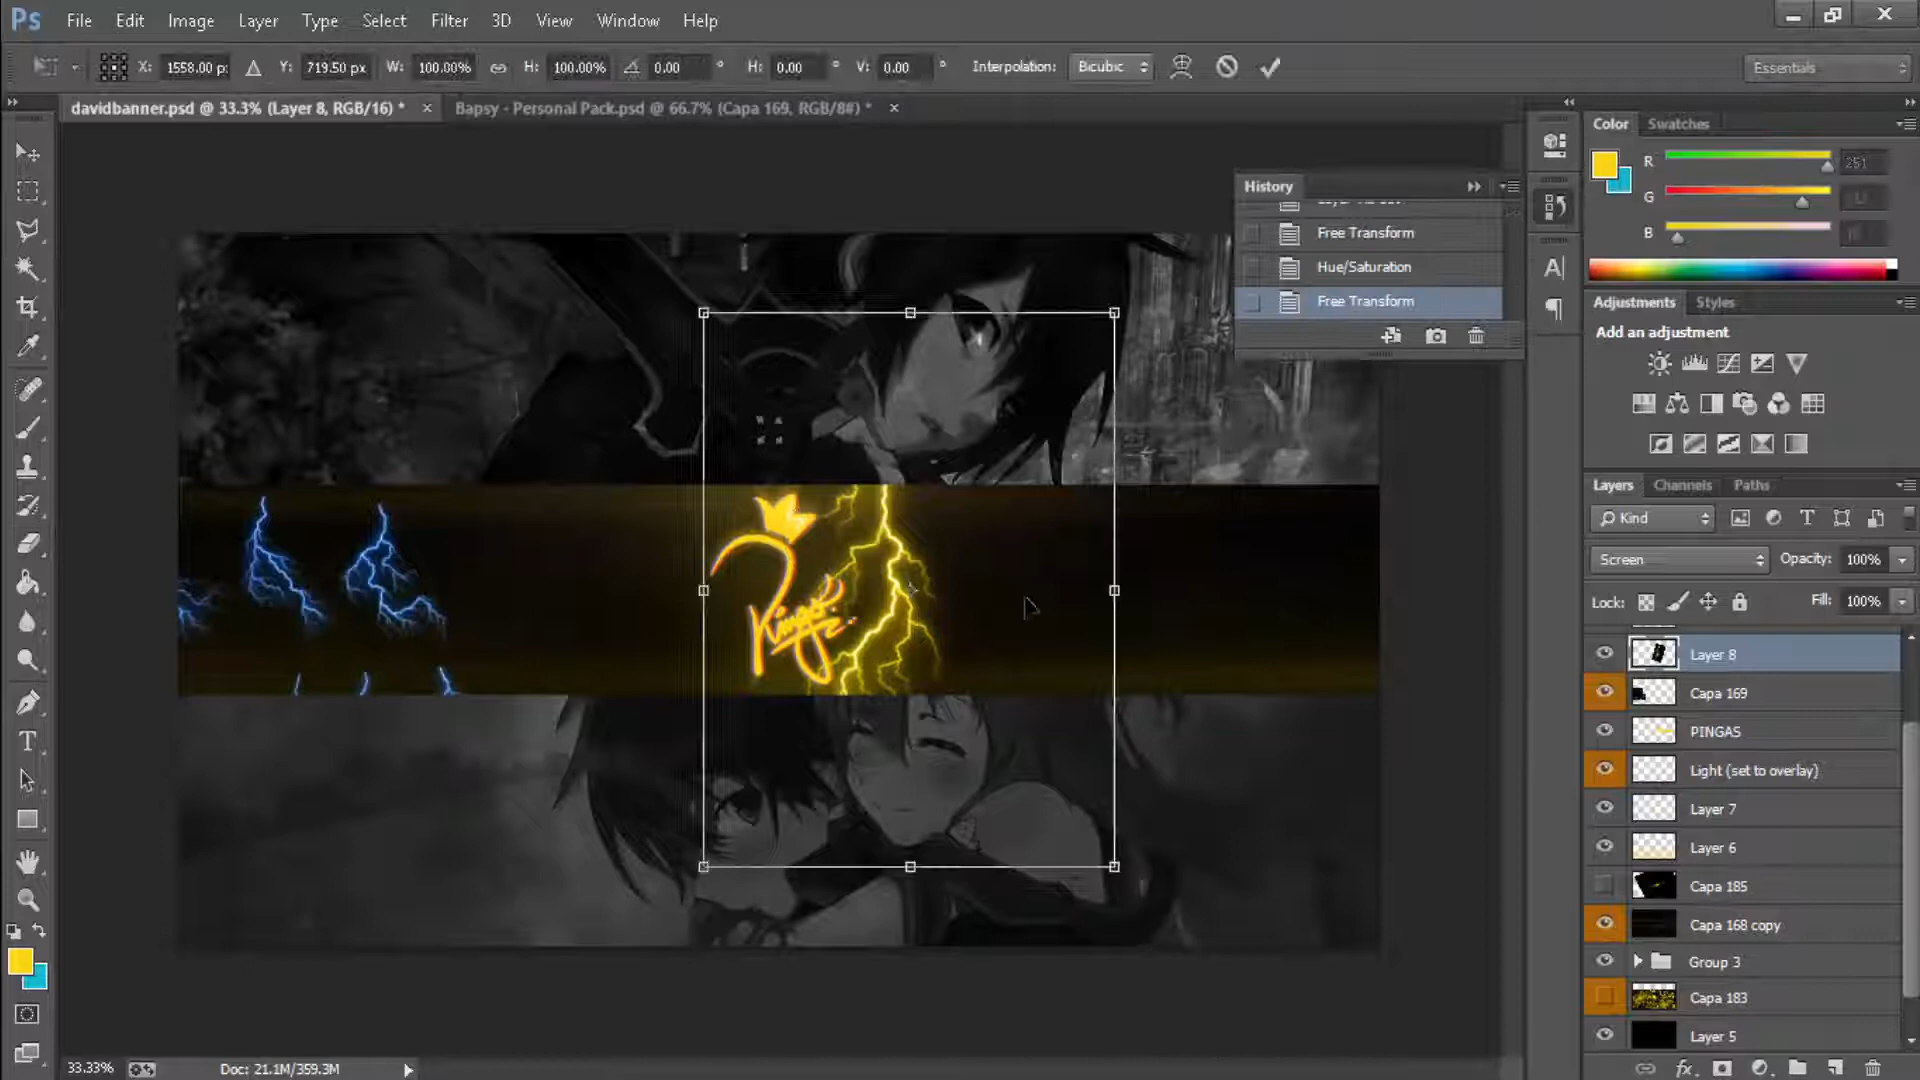 Ps File Edit Image Layer Type Select Filter 3D View Window Help
X: 1558.00 p: Y: 719.50 px W: 100.00% H: 100.00% 0.00 ° H: 0.00 ° V: 0.00 ° Interpolation: Bicubic Essentials
davidbanner.psd @ 33.3% (Layer 8, RGB/16) * × Bapsy - Personal Pack.psd @ 66.7% (Capa 169, RGB/8#) * ×
Color Swatches
R 251
G
B
History
Free Transform
Hue/Saturation
Free Transform
Adjustments Styles
Add an adjustment
Layers Channels Paths
Kind
Screen Opacity: 100%
Lock: Fill: 100%
Layer 8
Capa 169
PINGAS
Light (set to overlay)
Layer 7
Layer 6
Capa 185
Capa 168 copy
Group 3
Capa 183
Layer 5
Kings
33.33% Doc: 21.1M/359.3M